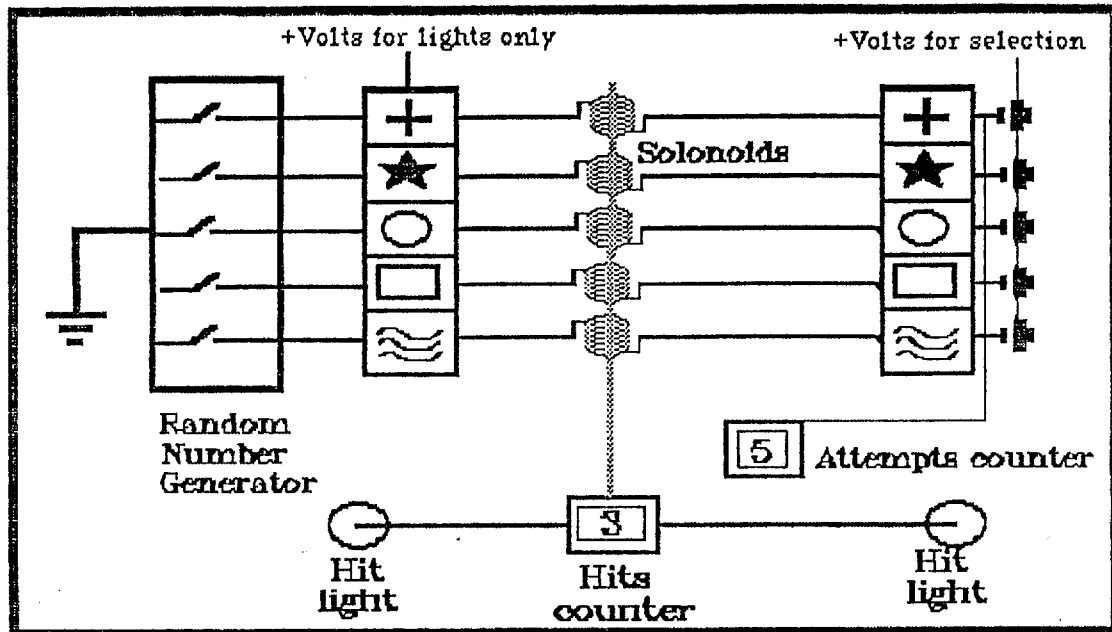 +Volts for lights only
+Volts for selection
Solonoids
Random
Number
Generator
5
Attempts counter
3
Hit
light
Hits
counter
Hit
light